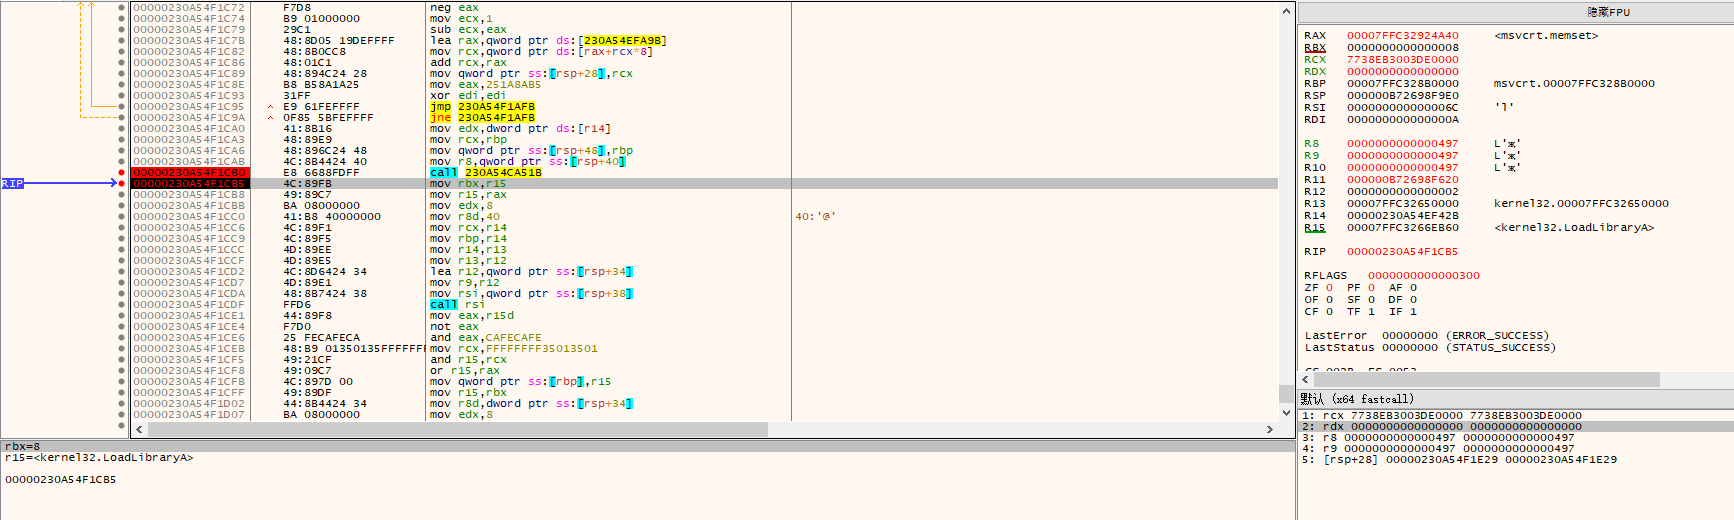 00000230A54F1C72 F7D8 neg eax
00000230A54F1C74 B9 01000000 mov ecx,1
00000230A54F1C79 29C1 sub ecx,eax
00000230A54F1C7B 48:8D05 19DEFFFF lea rax,qword ptr ds:[230A54EFA9B]
00000230A54F1C82 48:8B0CC8 mov rcx,qword ptr ds:[rax+rcx*8]
00000230A54F1C86 48:01C1 add rcx,rax
00000230A54F1C89 48:894C24 28 mov qword ptr ss:[rsp+28],rcx
00000230A54F1C8E B8 B58A1A25 mov eax,251A8AB5
00000230A54F1C93 31FF xor edi,edi
00000230A54F1C95 ^ E9 61FEFFFF jmp 230A54F1AFB
00000230A54F1C9A ^ 0F85 5BFEFFFF jne 230A54F1AFB
00000230A54F1CA0 41:8B16 mov edx,dword ptr ds:[r14]
00000230A54F1CA3 48:89E9 mov rcx,rbp
00000230A54F1CA6 48:896C24 48 mov qword ptr ss:[rsp+48],rbp
00000230A54F1CAB 4C:8B4424 40 mov r8,qword ptr ss:[rsp+40]
00000230A54F1CB0 E8 6688FDFF call 230A54CA51B
RIP 00000230A54F1CB5 4C:89FB mov rbx,r15
00000230A54F1CB8 49:89C7 mov r15,rax
00000230A54F1CBB BA 08000000 mov edx,8
00000230A54F1CC0 41:B8 40000000 mov r8d,40 40:'@'
00000230A54F1CC6 4C:89F1 mov rcx,r14
00000230A54F1CC9 4C:89F5 mov rbp,r14
00000230A54F1CCC 4D:89EE mov r14,r13
00000230A54F1CCF 4D:89E5 mov r13,r12
00000230A54F1CD2 4C:8D6424 34 lea r12,qword ptr ss:[rsp+34]
00000230A54F1CD7 4D:89E1 mov r9,r12
00000230A54F1CDA 48:8B7424 38 mov rsi,qword ptr ss:[rsp+38]
00000230A54F1CDF FFD6 call rsi
00000230A54F1CE1 44:89F8 mov eax,r15d
00000230A54F1CE4 F7D0 not eax
00000230A54F1CE6 25 FECAFECA and eax,CAFECAFE
00000230A54F1CEB 48:B9 01350135FFFFFFF mov rcx,FFFFFFFF35013501
00000230A54F1CF5 49:21CF and r15,rcx
00000230A54F1CF8 49:09C7 or r15,rax
00000230A54F1CFB 4C:897D 00 mov qword ptr ss:[rbp],r15
00000230A54F1CFF 49:89DF mov r15,rbx
00000230A54F1D02 44:8B4424 34 mov r8d,dword ptr ss:[rsp+34]
00000230A54F1D07 BA 08000000 mov edx,8
rbx=8
r15=<kernel32.LoadLibraryA>
00000230A54F1CB5
隐藏FPU
RAX 00007FFC32924A40 <msvcrt.memset>
RBX 0000000000000008
RCX 7738EB3003DE0000
RDX 0000000000000000
RBP 00007FFC328B0000 msvcrt.00007FFC328B0000
RSP 000000B72698F9E0
RSI 000000000000006C 'l'
RDI 000000000000000A
R8 0000000000000497 L'җ'
R9 0000000000000497 L'җ'
R10 0000000000000497 L'җ'
R11 000000B72698F620
R12 0000000000000002
R13 00007FFC32650000 kernel32.00007FFC32650000
R14 00000230A54EF42B
R15 00007FFC3266EB60 <kernel32.LoadLibraryA>
RIP 00000230A54F1CB5
RFLAGS 0000000000000300
ZF 0 PF 0 AF 0
OF 0 SF 0 DF 0
CF 0 TF 1 IF 1
LastError 00000000 (ERROR_SUCCESS)
LastStatus 00000000 (STATUS_SUCCESS)
默认 (x64 fastcall)
1: rcx 7738EB3003DE0000 7738EB3003DE0000
2: rdx 0000000000000000 0000000000000000
3: r8 0000000000000497 0000000000000497
4: r9 0000000000000497 0000000000000497
5: [rsp+28] 00000230A54F1E29 00000230A54F1E29